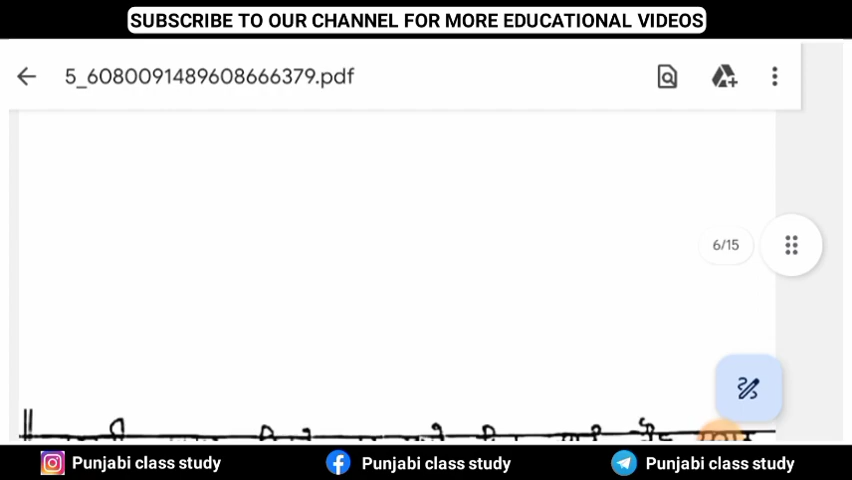 SUBSCRIBE TO OUR CHANNEL FOR MORE EDUCATIONAL VIDEOS
5_6080091489608666379.pdf
6/15
Punjabi class study
Punjabi class study
Punjabi class study